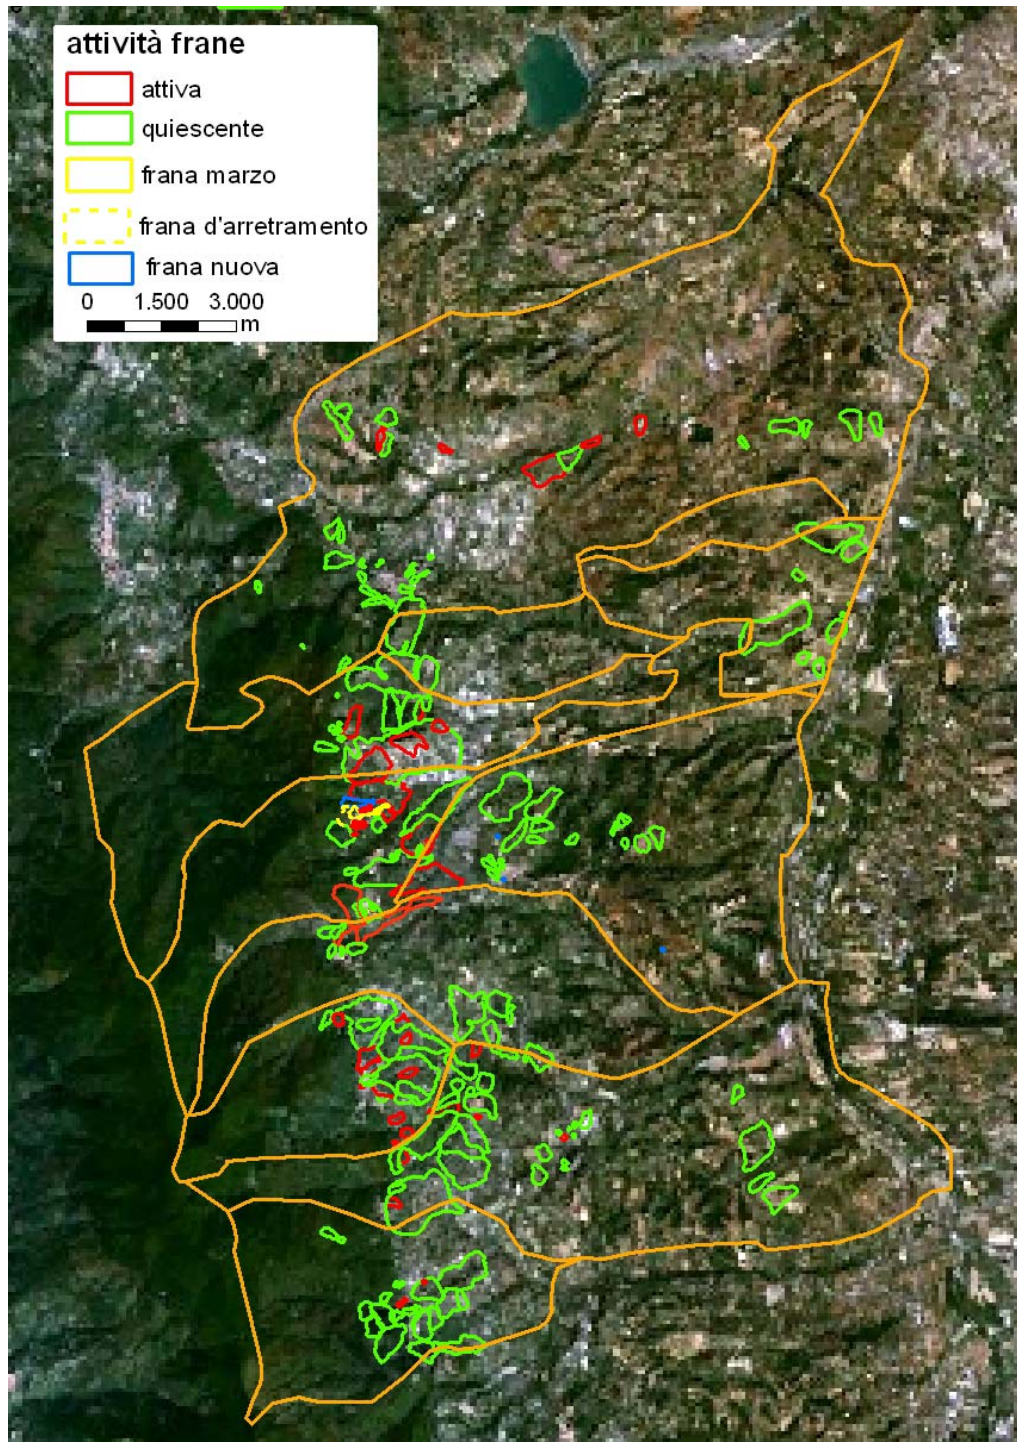 attività frane
attiva
quiescente
frana marzo
frana d'arretramento
frana nuova
0 1.500 3.000
m